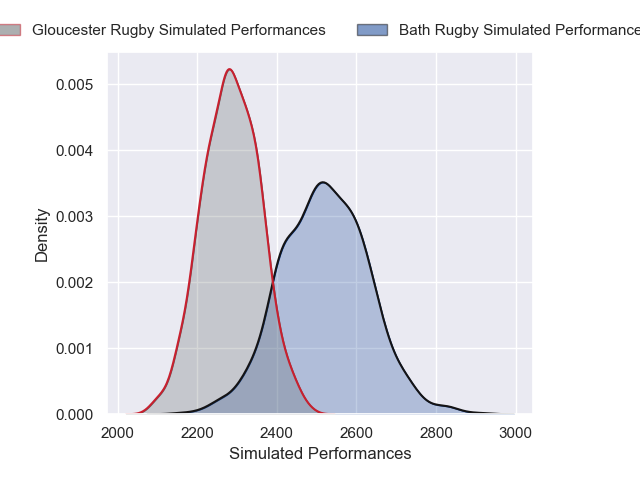 Gloucester Rugby Simulated Performances
Bath Rugby Simulated Performance
0.005
0.004
0.003
0.002
0.001
0.000
Density
2000 2200 2400 2600 2800 3000
Simulated Performances